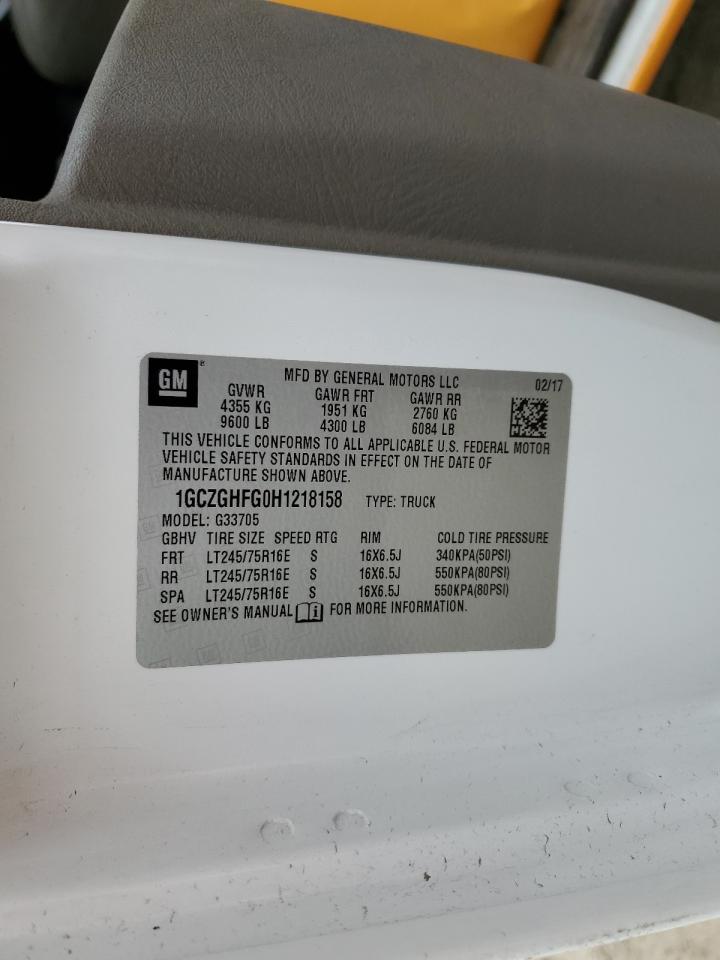 GM ®
MFD BY GENERAL MOTORS LLC 02/17
GVWR GAWR FRT GAWR RR
4355 KG 1951 KG 2760 KG
9600 LB 4300 LB 6084 LB
THIS VEHICLE CONFORMS TO ALL APPLICABLE U.S. FEDERAL MOTOR
VEHICLE SAFETY STANDARDS IN EFFECT ON THE DATE OF
MANUFACTURE SHOWN ABOVE.
1GCZGHFG0H1218158 TYPE: TRUCK
MODEL: G33705
GBHV TIRE SIZE SPEED RTG RIM COLD TIRE PRESSURE
FRT LT245/75R16E S 16X6.5J 340KPA(50PSI)
RR LT245/75R16E S 16X6.5J 550KPA(80PSI)
SPA LT245/75R16E S 16X6.5J 550KPA(80PSI)
SEE OWNER'S MANUAL i FOR MORE INFORMATION.